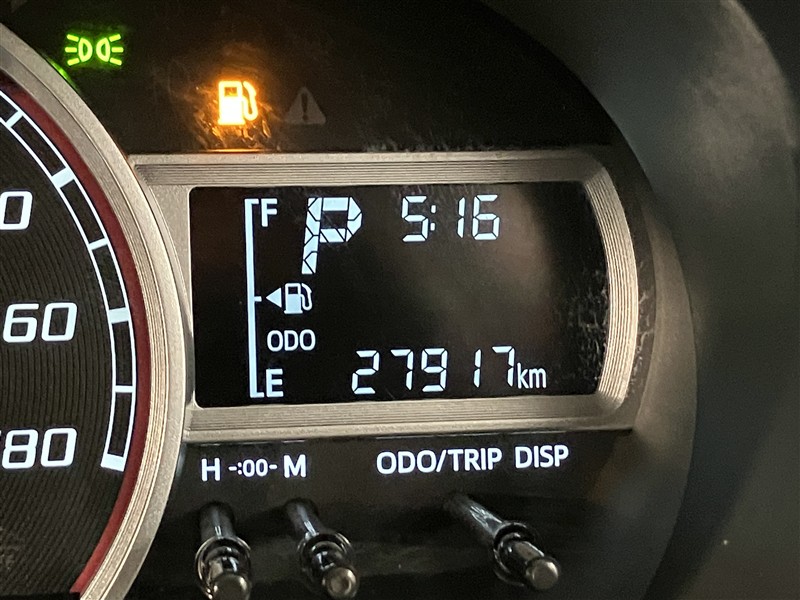 F P 5:16
ODO
E 27917km
H -:00- M ODO/TRIP DISP
0
60
80